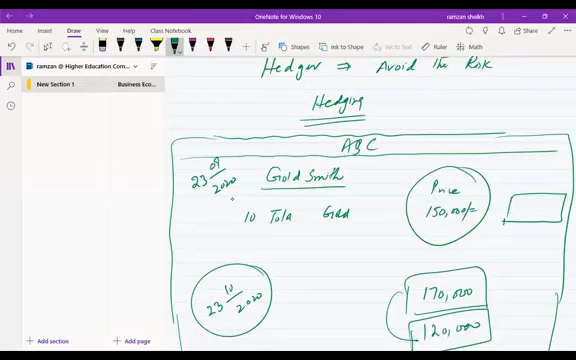 OneNote for Windows 10
ramzan sheikh
Home Insert Draw View Help Class Notebook
Share
Shapes Ink to Shape Ink to Text Ruler Math
ramzan @ Higher Education Com...
New Section 1
Business Eco...
Hedger ⇒ Avoid the Risk
Hedging
ABC
23/09/2020 Gold Smith
Price
150,000/=
10 Tola Gold
23/10/2020
170,000
120,000
Add section Add page